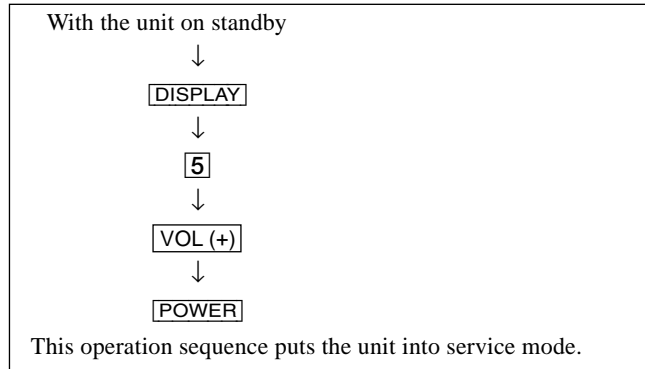 With the unit on standby
↓
DISPLAY
↓
5
↓
VOL (+)
↓
POWER
This operation sequence puts the unit into service mode.